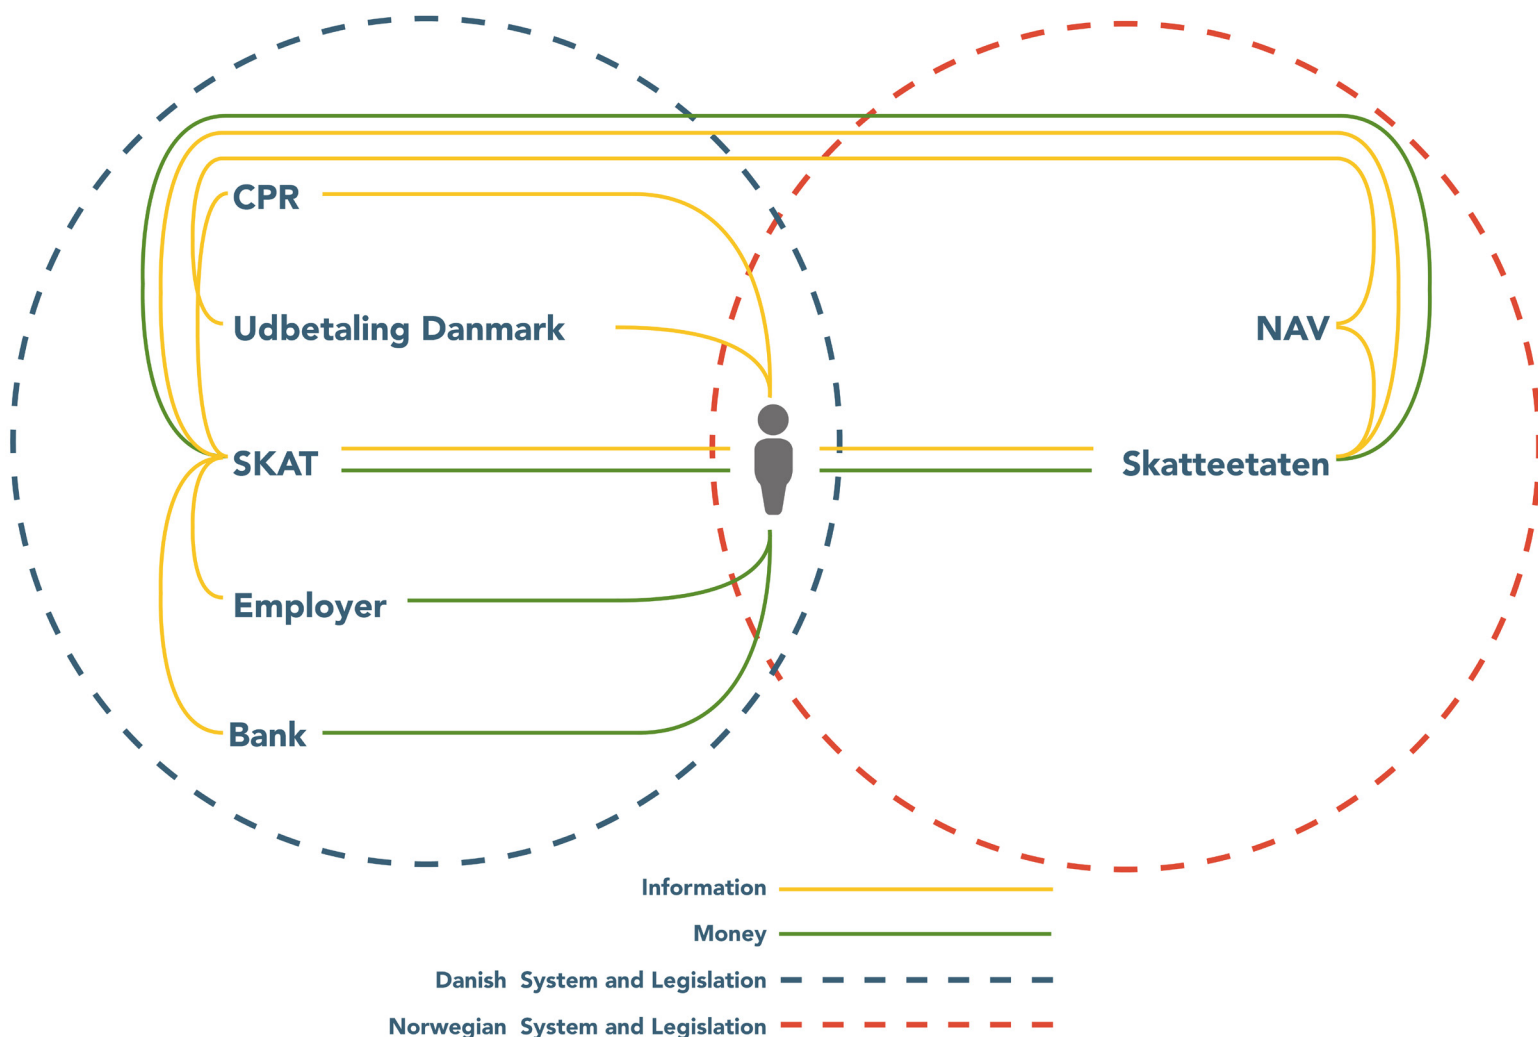 CPR
Udbetaling Danmark
NAV
SKAT
Skatteetaten
Employer
Bank
Information
Money
Danish System and Legislation
Norwegian System and Legislation